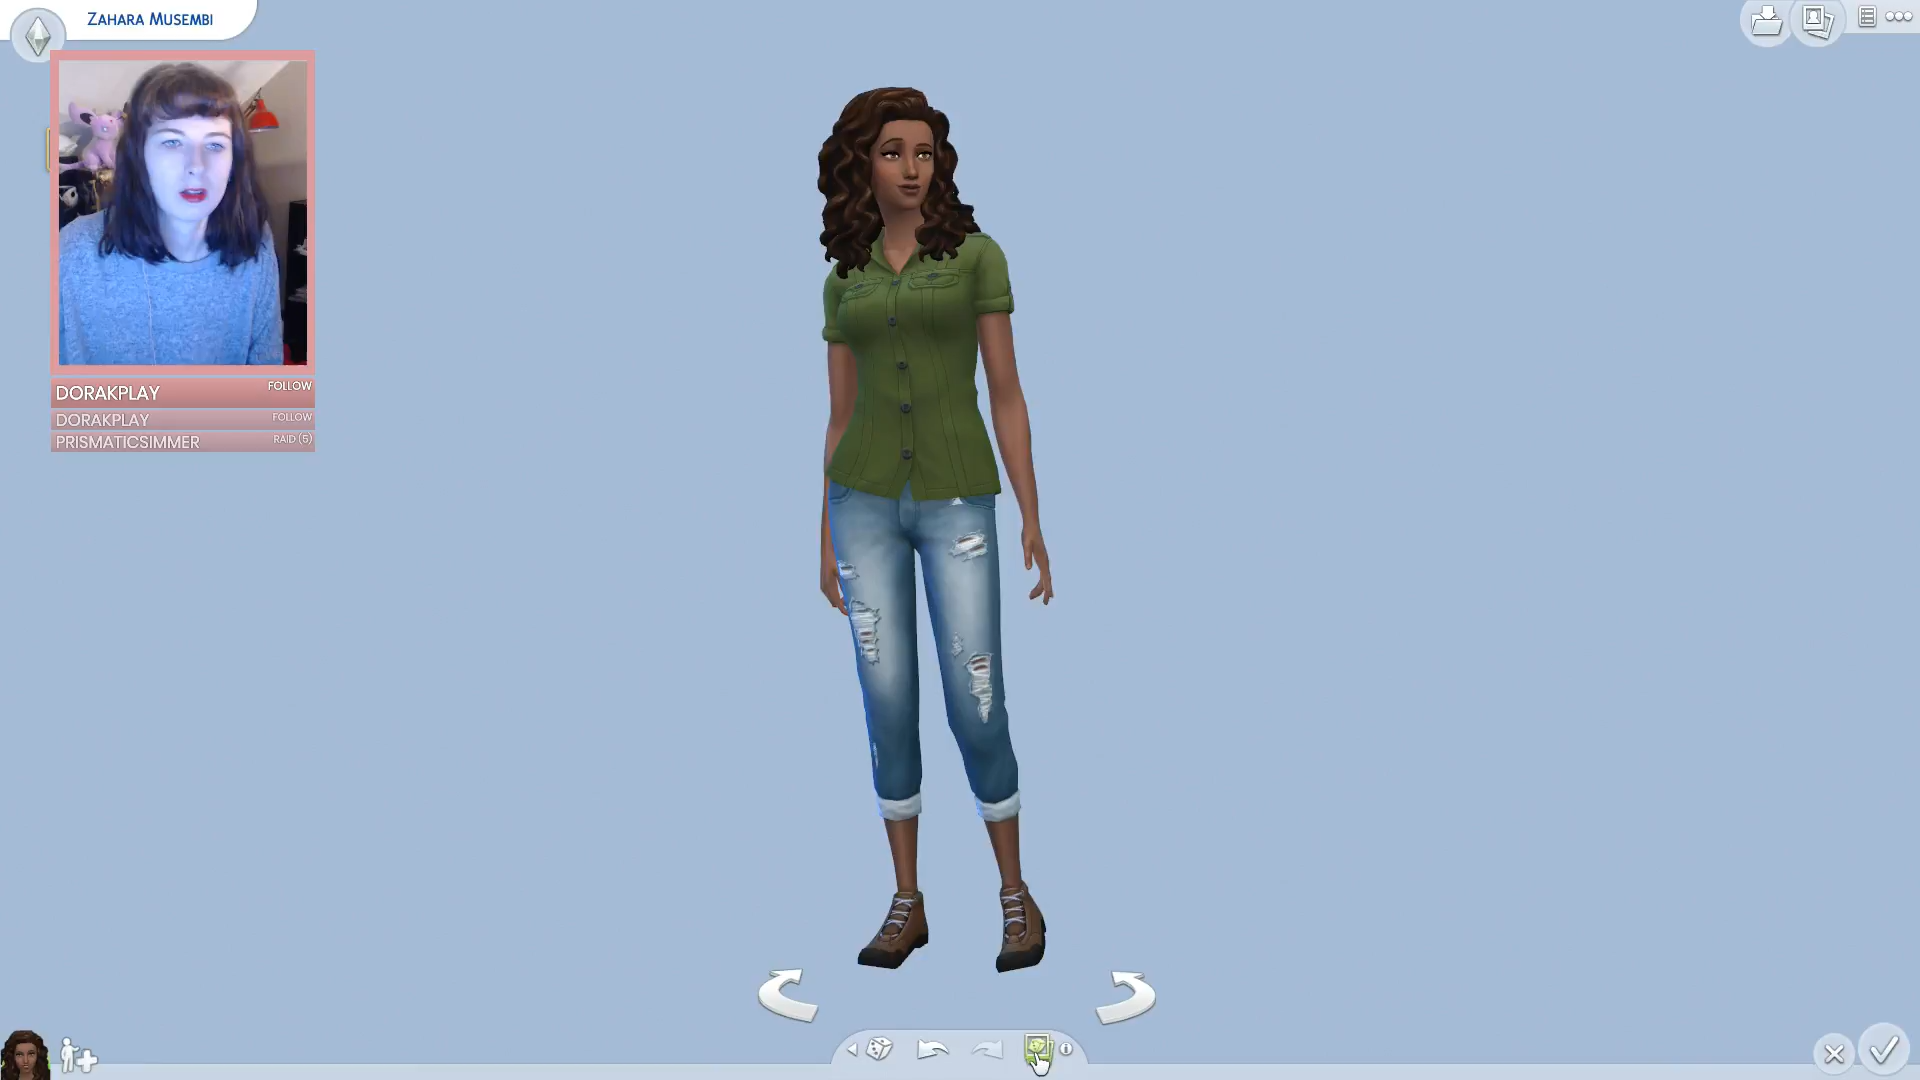 Zahara Musembi
DORAKPLAY FOLLOW
DORAKPLAY FOLLOW
PRISMATICSIMMER RAID (5)